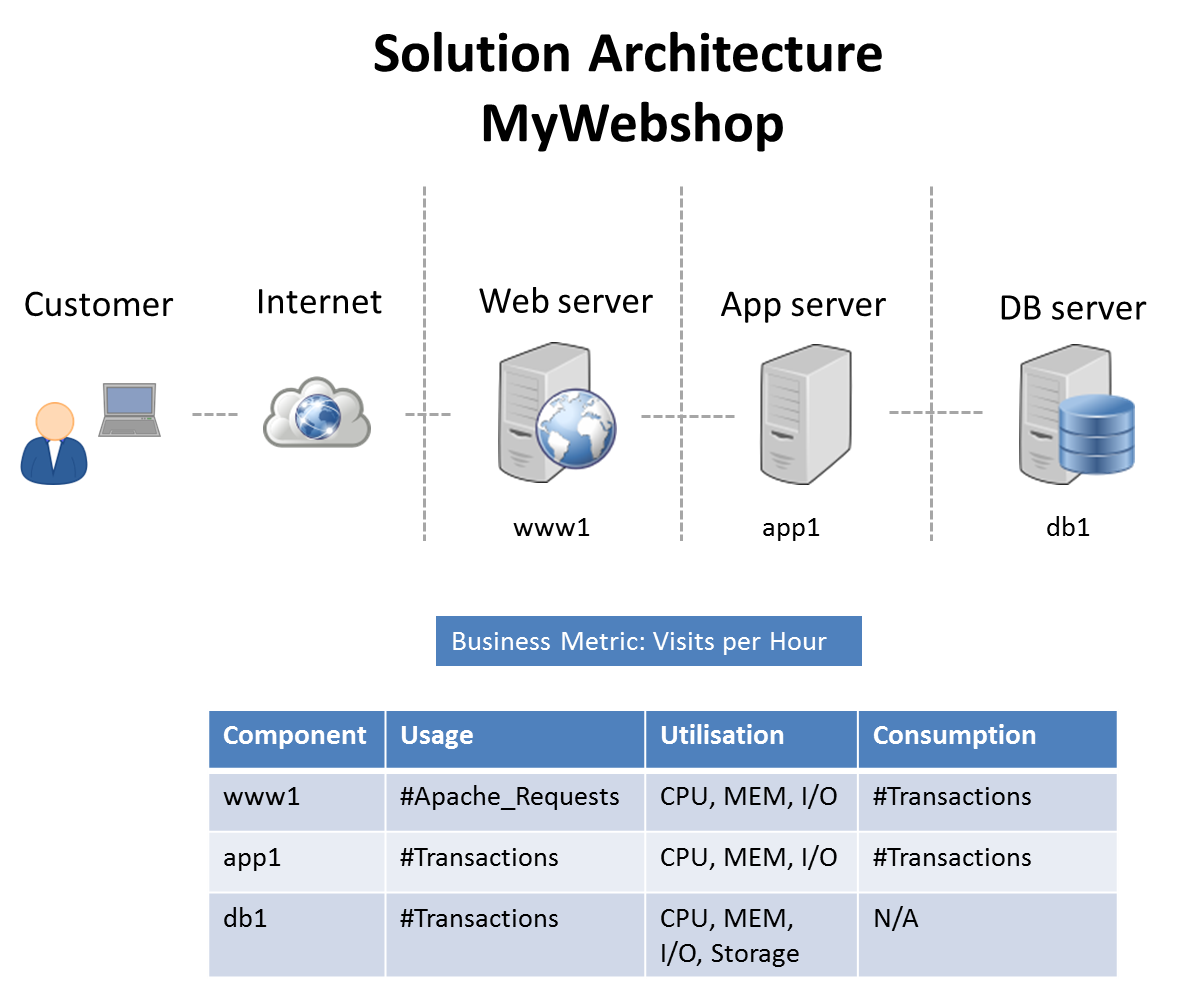 Solution Architecture
MyWebshop
Customer
Internet
Web server
App server
DB server
www1
app1
db1
Business Metric: Visits per Hour
Component Usage Utilisation Consumption
www1 #Apache_Requests CPU, MEM, I/O #Transactions
app1 #Transactions CPU, MEM, I/O #Transactions
db1 #Transactions CPU, MEM, N/A
I/O, Storage